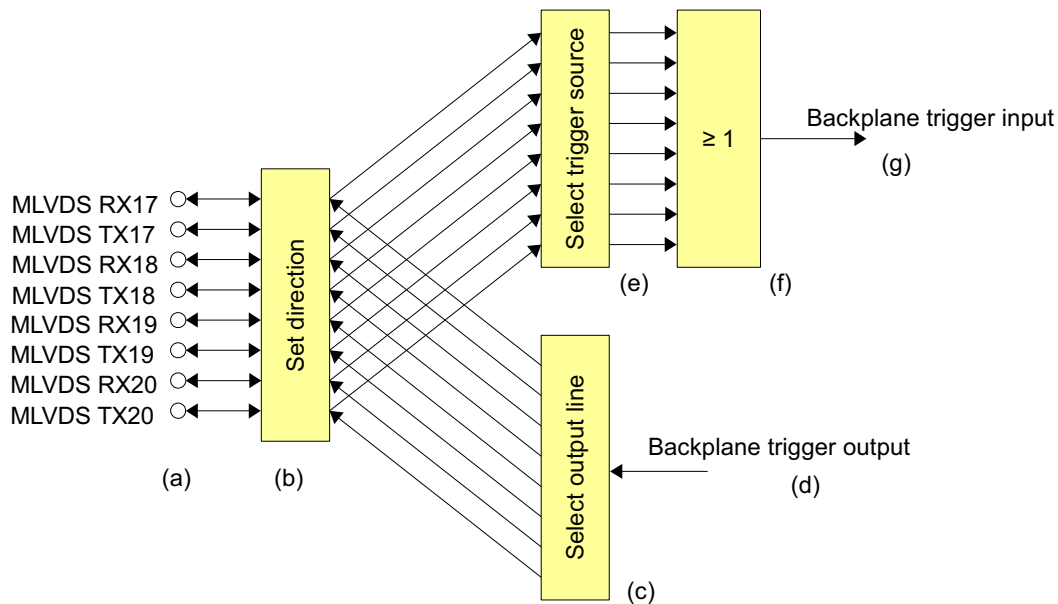 MLVDS RX17
MLVDS TX17
MLVDS RX18
MLVDS TX18
MLVDS RX19
MLVDS TX19
MLVDS RX20
MLVDS TX20
(a)
Set direction
(b)
Select trigger source
(e)
≥ 1
(f)
Backplane trigger input
(g)
Select output line
(c)
Backplane trigger output
(d)